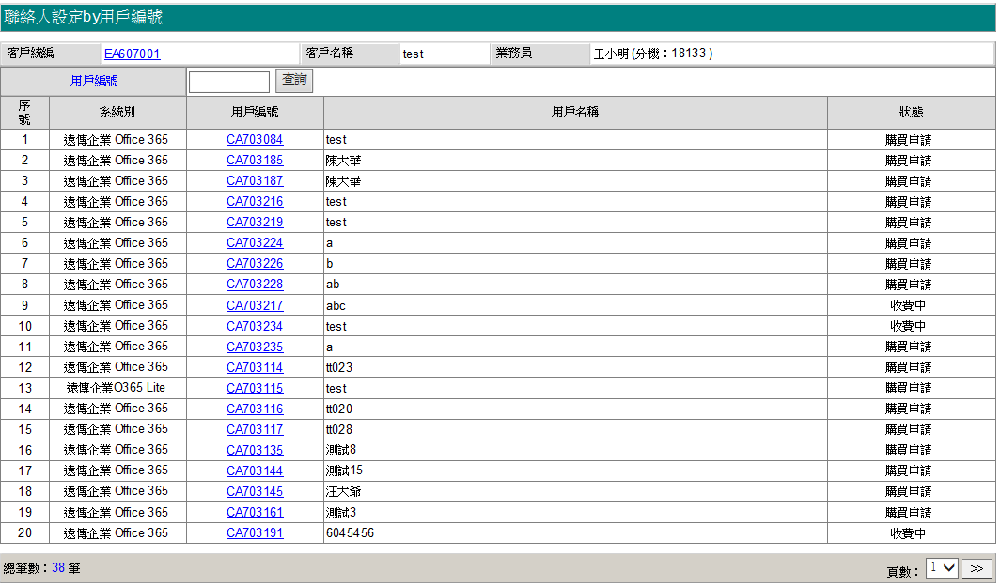 聯絡人設定by用戶編號
客戶統編 EA607001 客戶名稱 test 業務員 王小明 (分機：18133 )
用戶編號 查詢
序號 系統別 用戶編號 用戶名稱 狀態
1 遠傳企業 Office 365 CA703084 test 購買申請
2 遠傳企業 Office 365 CA703185 陳大華 購買申請
3 遠傳企業 Office 365 CA703187 陳大華 購買申請
4 遠傳企業 Office 365 CA703216 test 購買申請
5 遠傳企業 Office 365 CA703219 test 購買申請
6 遠傳企業 Office 365 CA703224 a 購買申請
7 遠傳企業 Office 365 CA703226 b 購買申請
8 遠傳企業 Office 365 CA703228 ab 購買申請
9 遠傳企業 Office 365 CA703217 abc 收費中
10 遠傳企業 Office 365 CA703234 test 收費中
11 遠傳企業 Office 365 CA703235 a 購買申請
12 遠傳企業 Office 365 CA703114 tt023 購買申請
13 遠傳企業O365 Lite CA703115 test 購買申請
14 遠傳企業 Office 365 CA703116 tt020 購買申請
15 遠傳企業 Office 365 CA703117 tt028 購買申請
16 遠傳企業 Office 365 CA703135 測試8 購買申請
17 遠傳企業 Office 365 CA703144 測試15 購買申請
18 遠傳企業 Office 365 CA703145 汪大爺 購買申請
19 遠傳企業 Office 365 CA703161 測試3 購買申請
20 遠傳企業 Office 365 CA703191 6045456 收費中
總筆數：38 筆 頁數： 1 >>